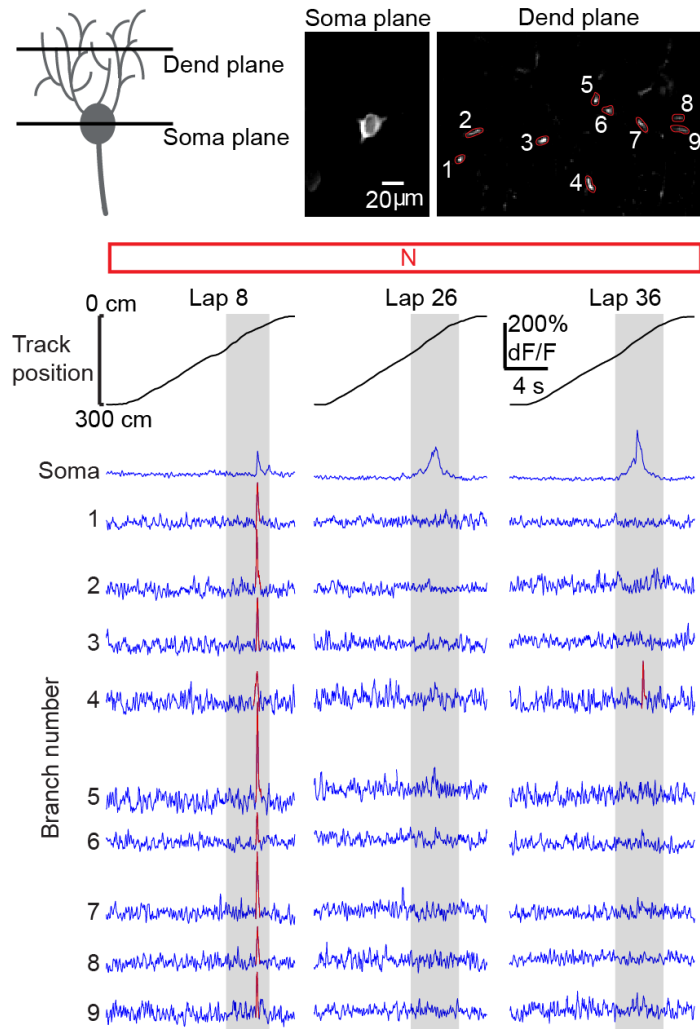 Soma plane
Dend plane
Dend plane
Soma plane
1
2
3
4
5
6
7
8
9
20μm
N
0 cm
Lap 8
Lap 26
Lap 36
Track
position
200%
dF/F
4 s
300 cm
Soma
Branch number
1
2
3
4
5
6
7
8
9